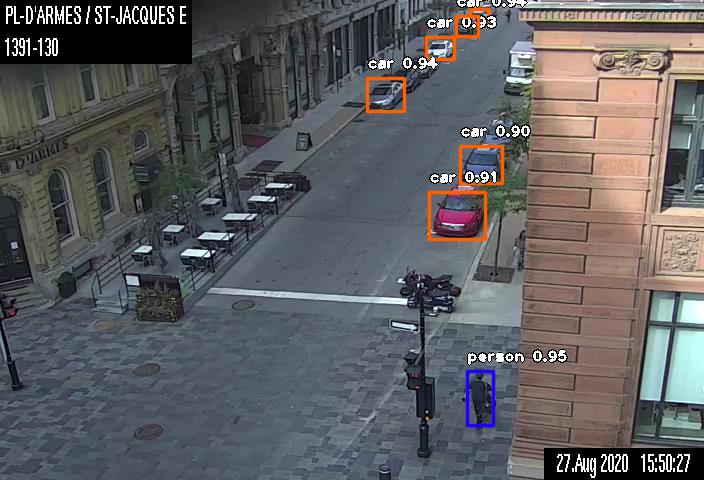 PL-D'ARMES / ST-JACQUES E
1391-130
car 0.94
car 0.93
car 0.94
car 0.90
car 0.91
person 0.95
D'ARMES
27.Aug 2020 15:50:27